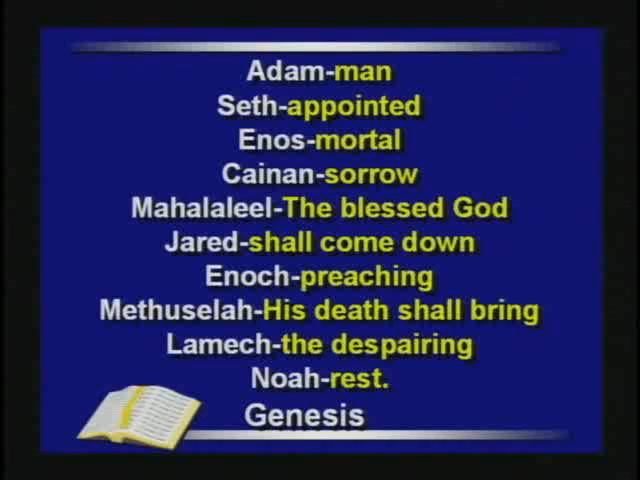 Adam-man
Seth-appointed
Enos-mortal
Cainan-sorrow
Mahalaleel-The blessed God
Jared-shall come down
Enoch-preaching
Methuselah-His death shall bring
Lamech-the despairing
Noah-rest.
Genesis